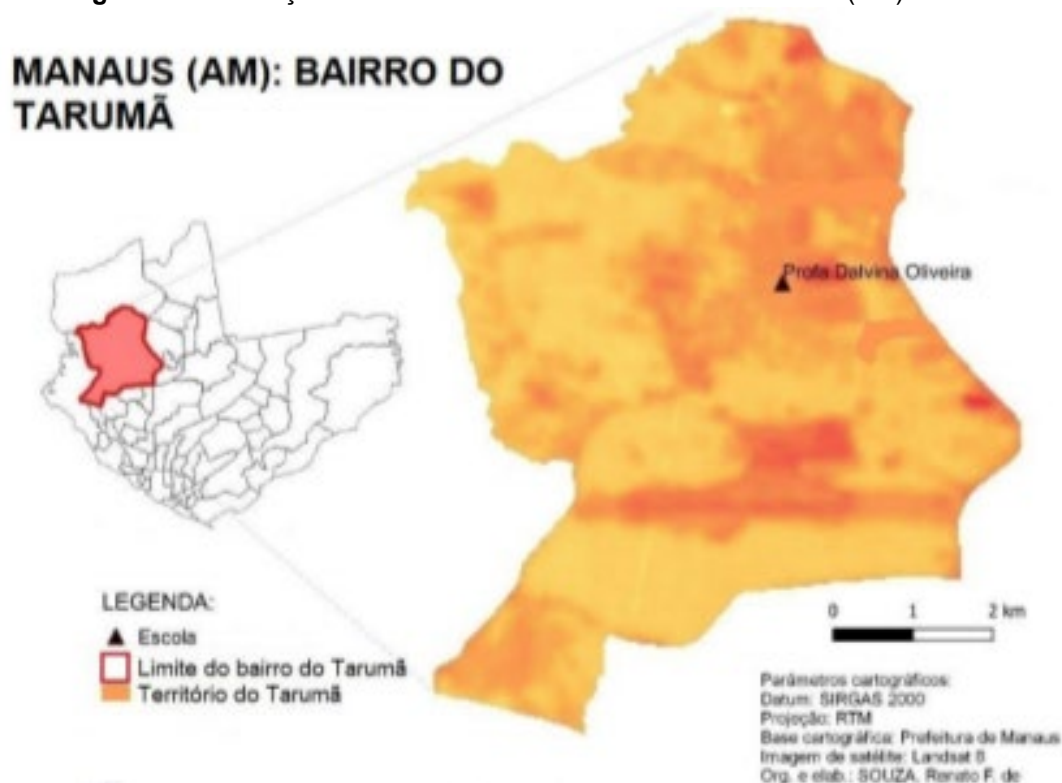 MANAUS (AM): BAIRRO DO
TARUMÃ
Profa Dalvina Oliveira
LEGENDA:
Escola
Limite do bairro do Tarumã
Território do Tarumã
0 1 2 km
Parâmetros cartográficos:
Datum: SIRGAS 2000
Projeção: RTM
Base cartográfica: Prefeitura de Manaus
Imagem de satélite: Landsat 8
Org. e elab.: SOUZA, Renato F. de